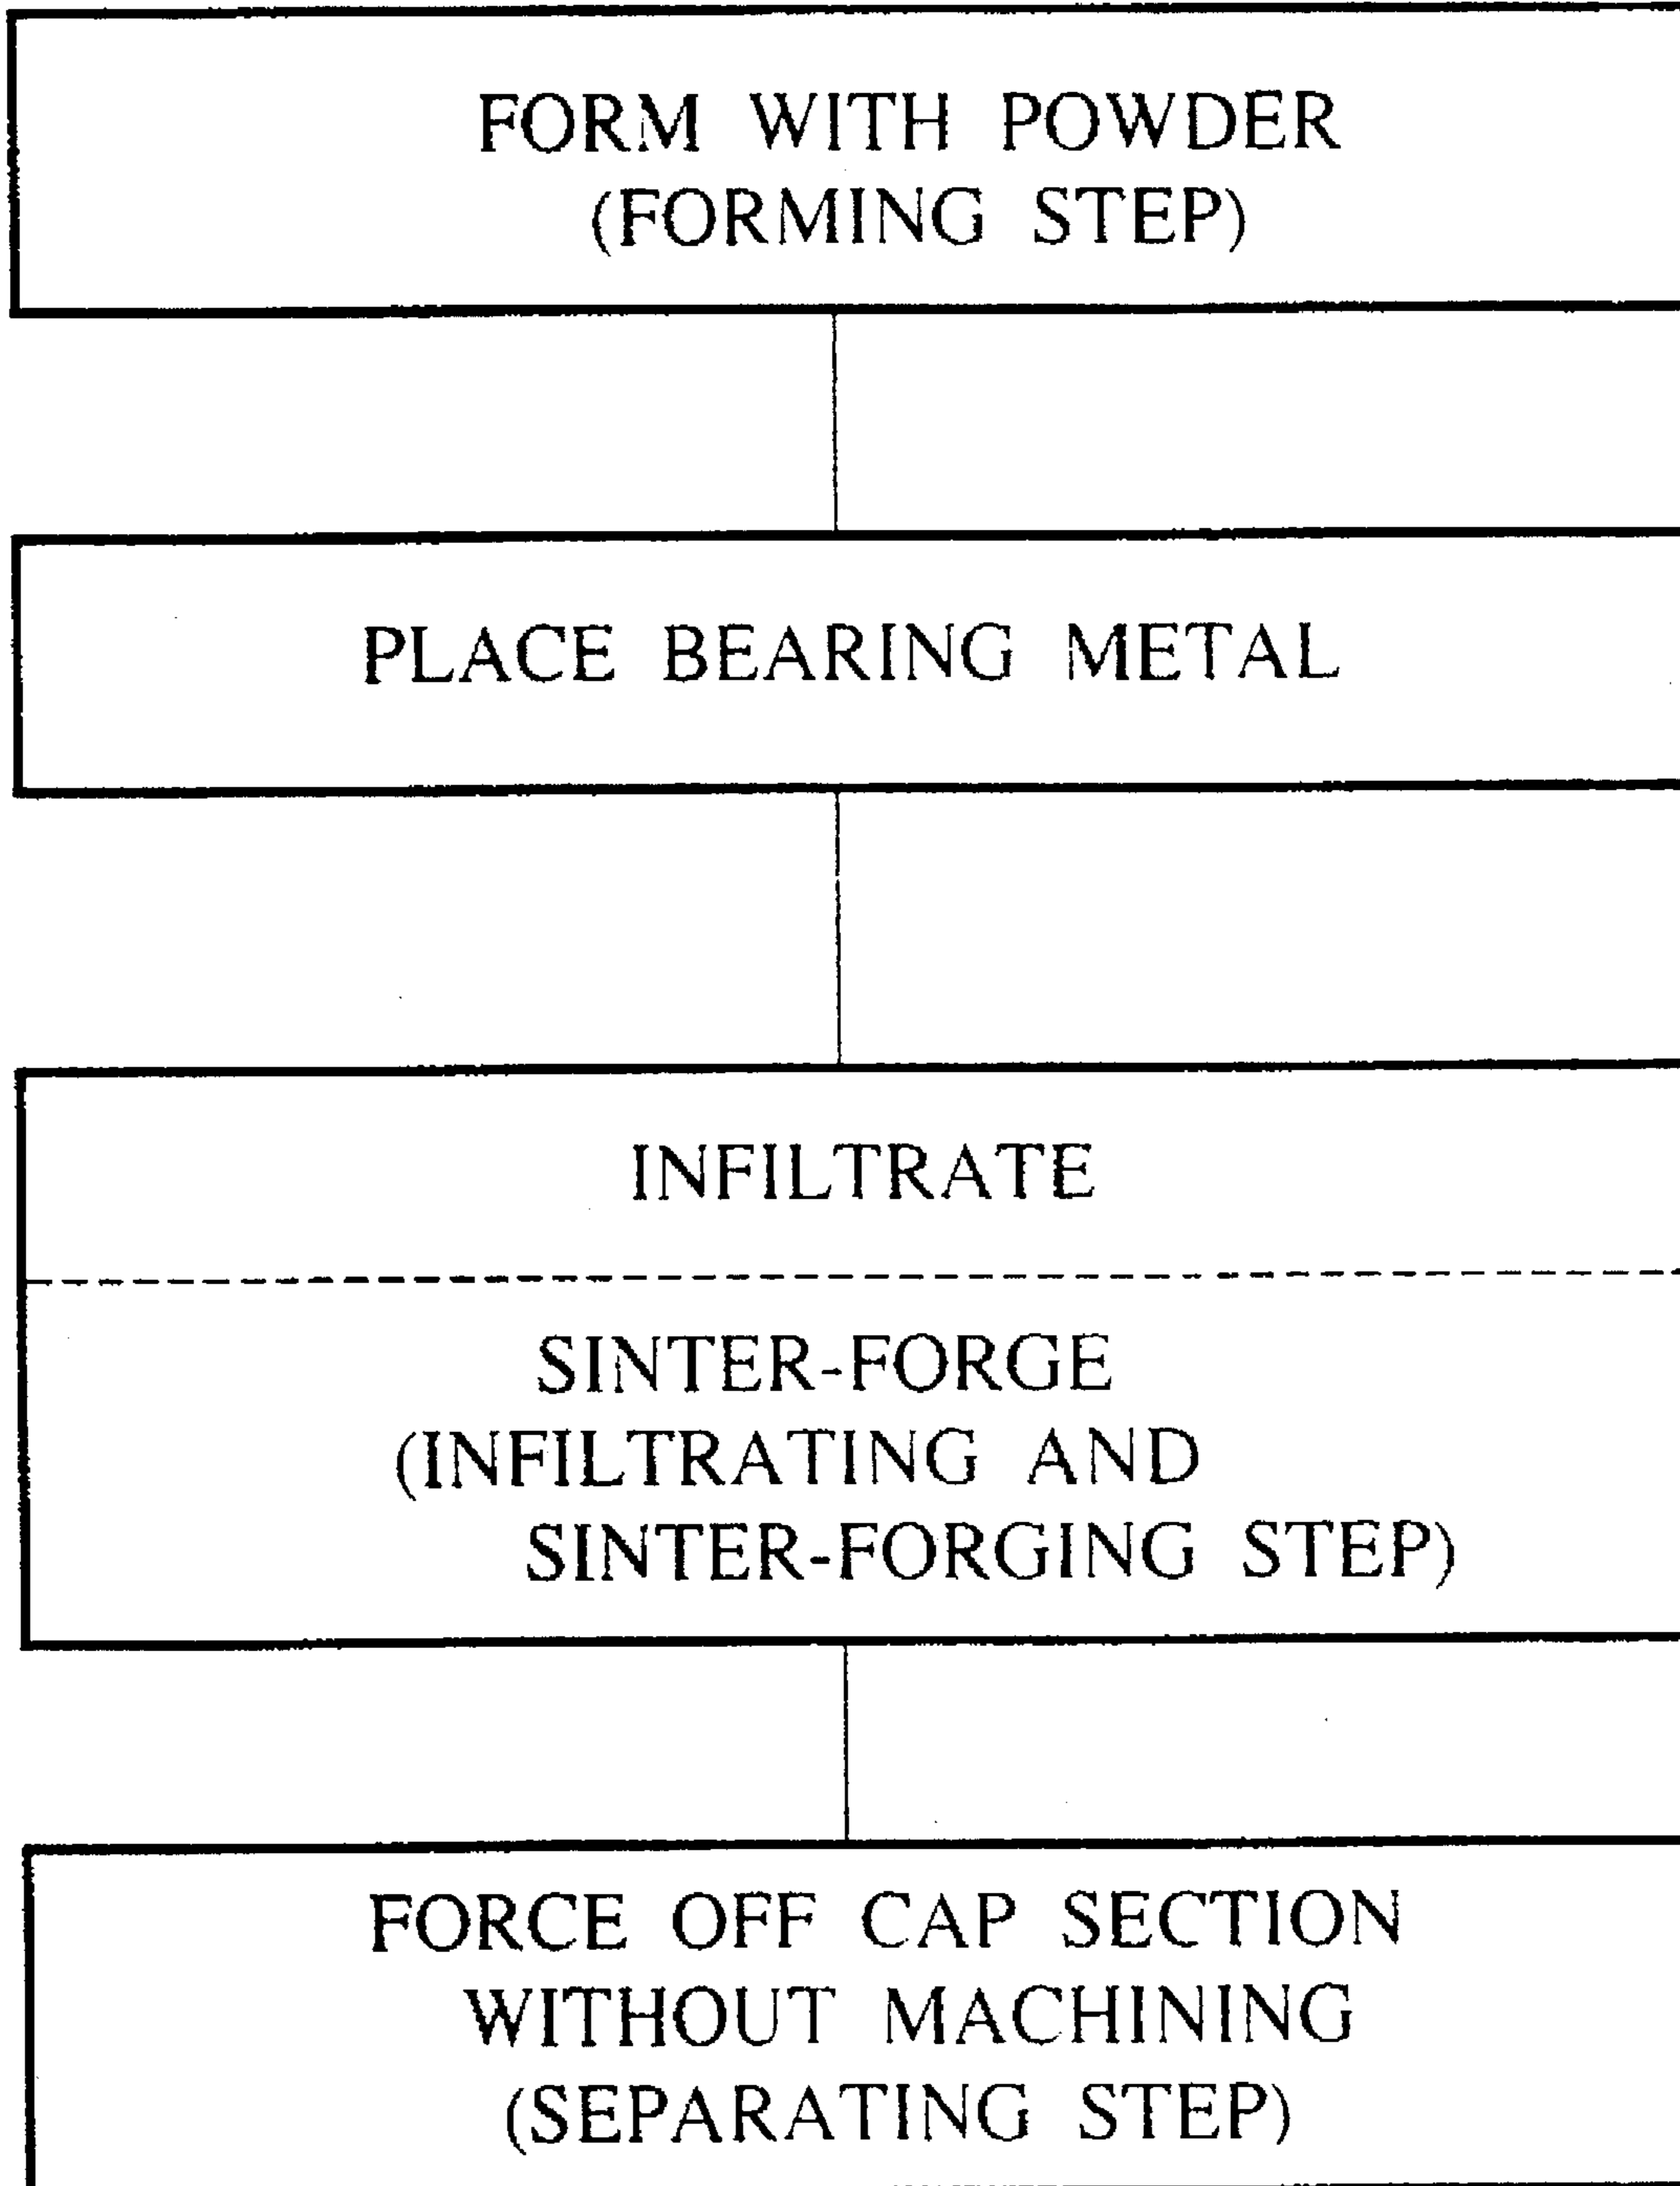 FORM WITH POWDER
(FORMING STEP)
PLACE BEARING METAL
INFILTRATE
SINTER-FORGE
(INFILTRATING AND
SINTER-FORGING STEP)
FORCE OFF CAP SECTION
WITHOUT MACHINING
(SEPARATING STEP)